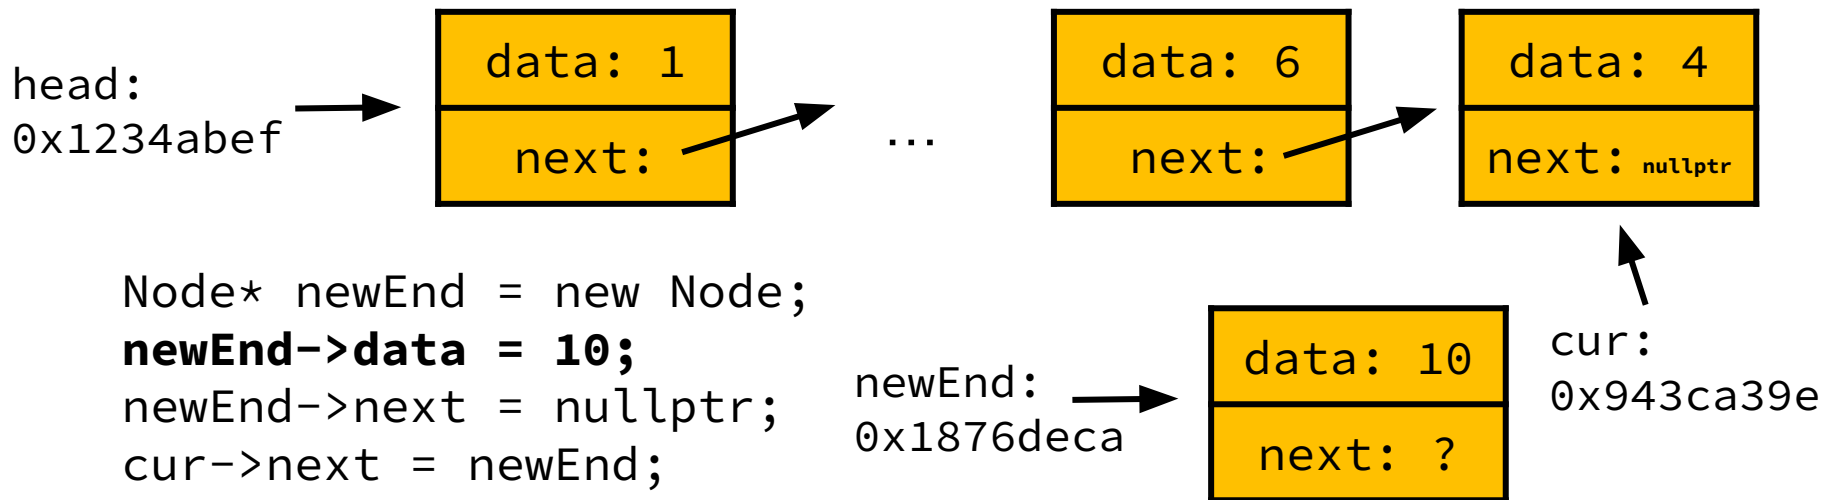 head:
0x1234abef
data: 1
next:
...
data: 6
next:
data: 4
next: nullptr
Node* newEnd = new Node;
newEnd->data = 10;
newEnd->next = nullptr;
cur->next = newEnd;
newEnd:
0x1876deca
data: 10
next: ?
cur:
0x943ca39e